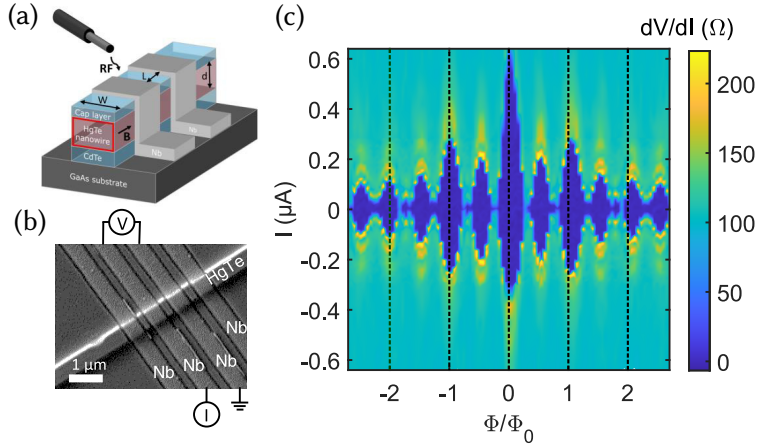 (a)
RF
L
d
W
Cap layer
HgTe
nanowire
B
CdTe
Nb
Nb
GaAs substrate
(b)
V
HgTe
Nb
Nb
Nb
Nb
1 μm
I
(c)
dV/dI (Ω)
I (μA)
0.6
0.4
0.2
0
-0.2
-0.4
-0.6
-2
-1
0
1
2
Φ/Φ0
200
150
100
50
0